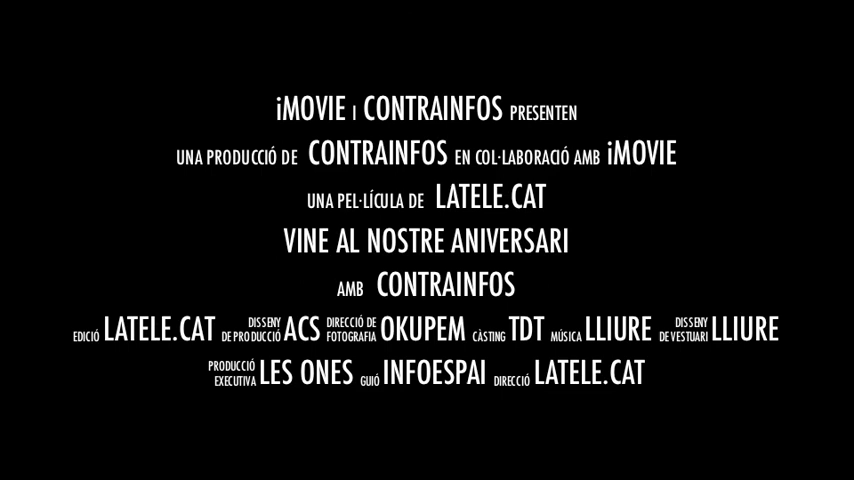 iMOVIE I CONTRAINFOS PRESENTEN
UNA PRODUCCIÓ DE CONTRAINFOS EN COL·LABORACIÓ AMB iMOVIE
UNA PEL·LÍCULA DE LATELE.CAT
VINE AL NOSTRE ANIVERSARI
AMB CONTRAINFOS
EDICIÓ LATELE.CAT DISSENY DE PRODUCCIÓ ACS DIRECCIÓ DE FOTOGRAFIA OKUPEM CÀSTING TDT MÚSICA LLIURE DISSENY DE VESTUARI LLIURE
PRODUCCIÓ EXECUTIVA LES ONES GUIÓ INFOESPAI DIRECCIÓ LATELE.CAT